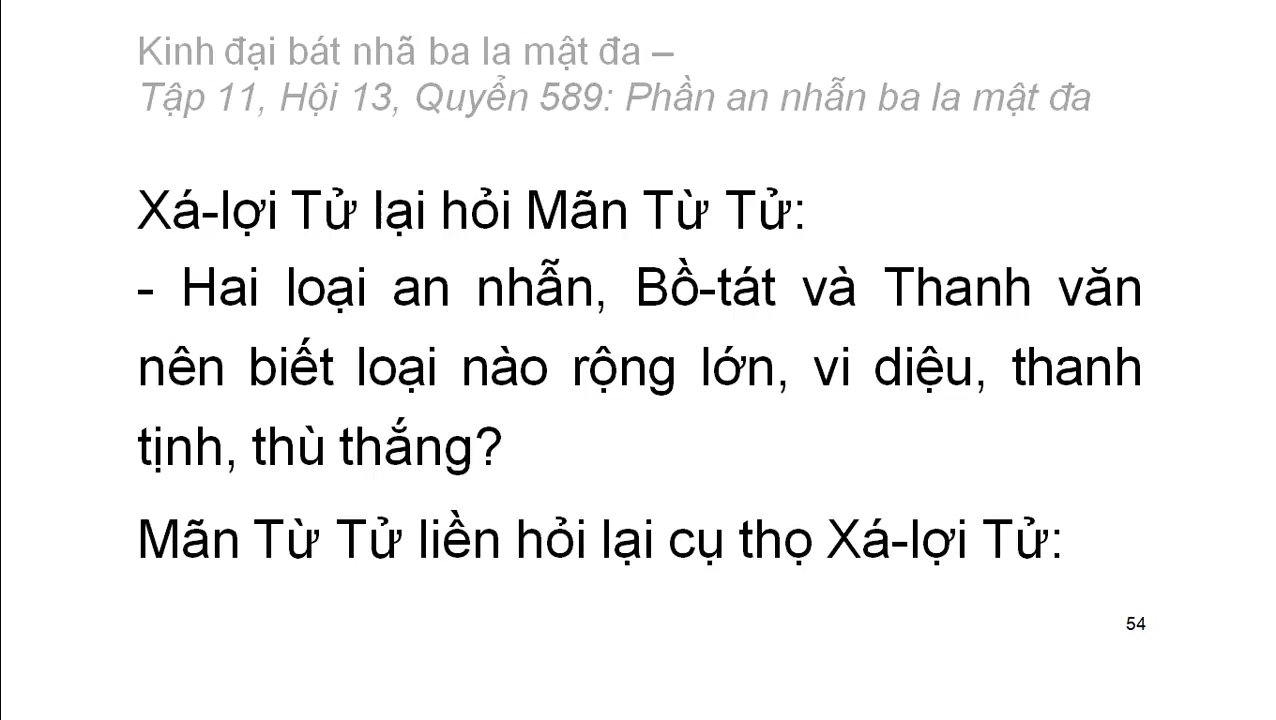 Kinh đại bát nhã ba la mật đa –
Tập 11, Hội 13, Quyển 589: Phần an nhẫn ba la mật đa
Xá-lợi Tử lại hỏi Mãn Từ Tử:
- Hai loại an nhẫn, Bồ-tát và Thanh văn
nên biết loại nào rộng lớn, vi diệu, thanh
tịnh, thù thắng?
Mãn Từ Tử liền hỏi lại cụ thọ Xá-lợi Tử:
54